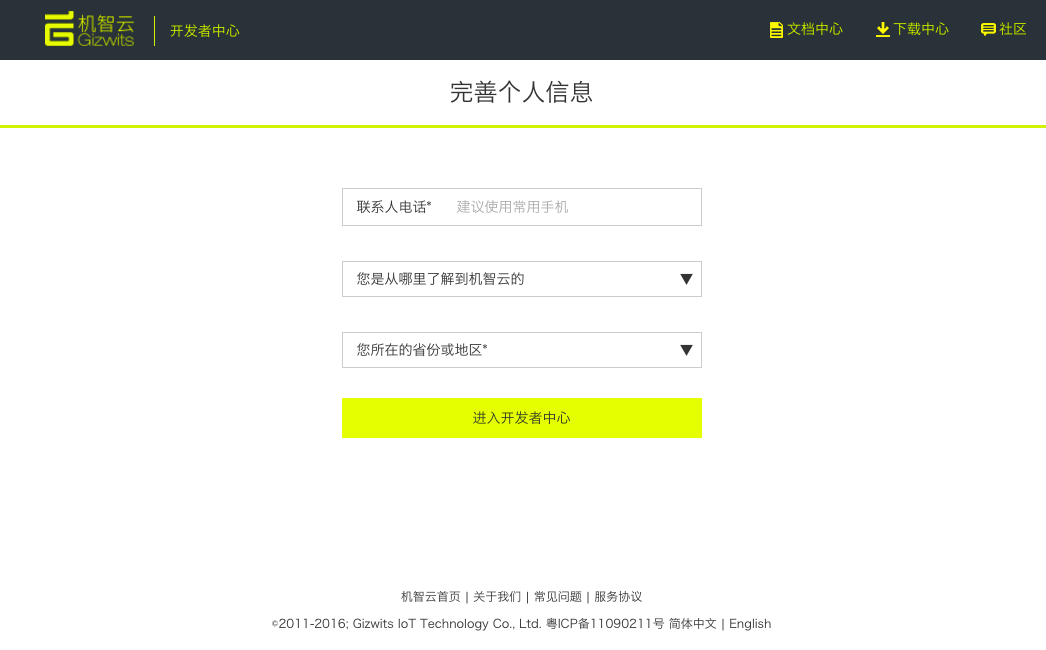 机智云
Gizwits
开发者中心
文档中心
下载中心
社区
完善个人信息
联系人电话* 建议使用常用手机
您是从哪里了解到机智云的
您所在的省份或地区*
进入开发者中心
机智云首页 | 关于我们 | 常见问题 | 服务协议
©2011-2016; Gizwits IoT Technology Co., Ltd. 粤ICP备11090211号 简体中文 | English